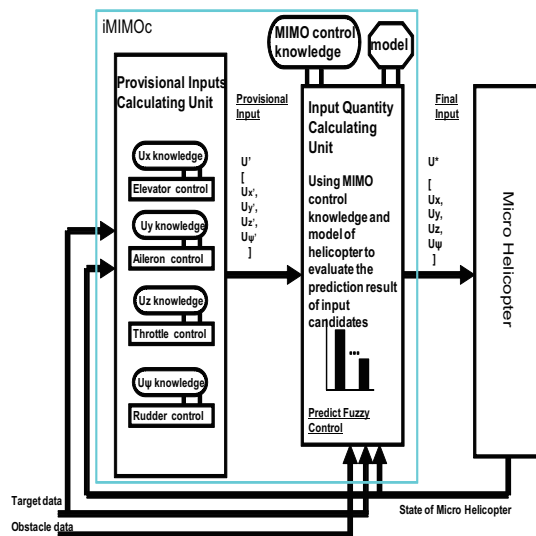 iMIMOc
MIMO control
knowledge
model
Provisional Inputs
Calculating Unit
Ux knowledge
Elevator control
Uy knowledge
Aileron control
Uz knowledge
Throttle control
Uψ knowledge
Rudder control
Provisional
Input
U'
[
Ux',
Uy',
Uz',
Uψ'
]
Input Quantity
Calculating
Unit
Using MIMO
control
knowledge and
model of
helicopter to
evaluate the
prediction result
of input
candidates
...
Predict Fuzzy
Control
Final
Input
U*
[
Ux,
Uy,
Uz,
Uψ
]
Micro Helicopter
Target data
Obstacle data
State of Micro Helicopter